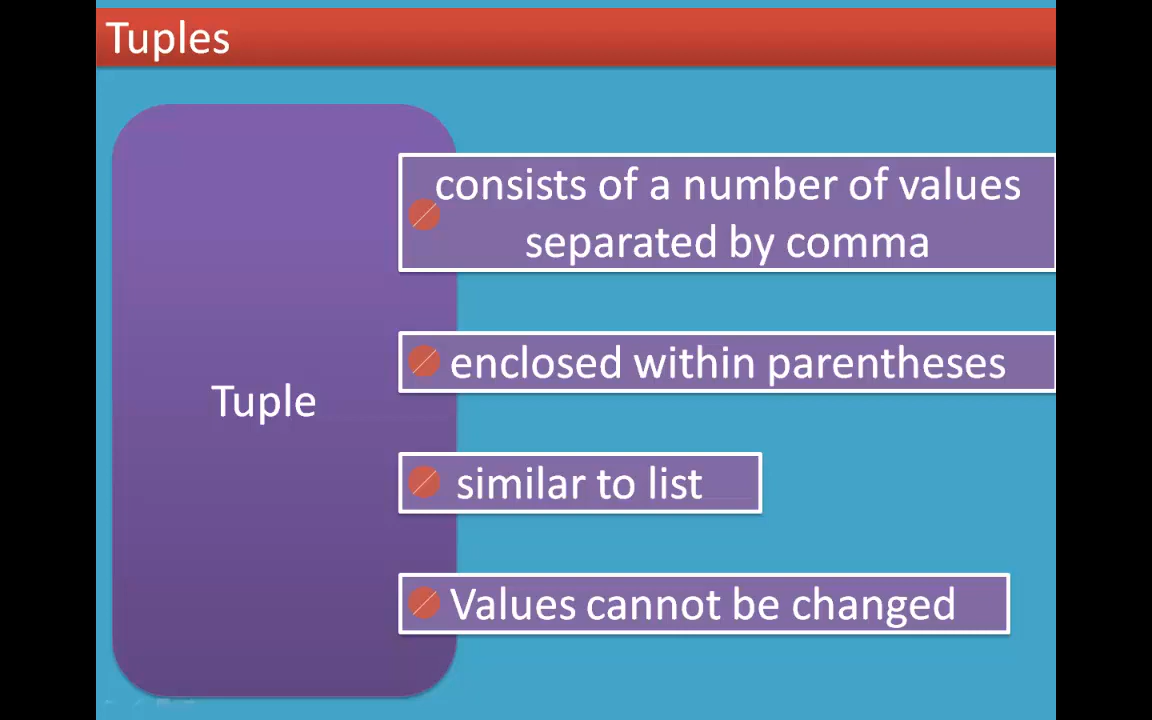 Tuples
Tuple
consists of a number of values
separated by comma
enclosed within parentheses
similar to list
Values cannot be changed